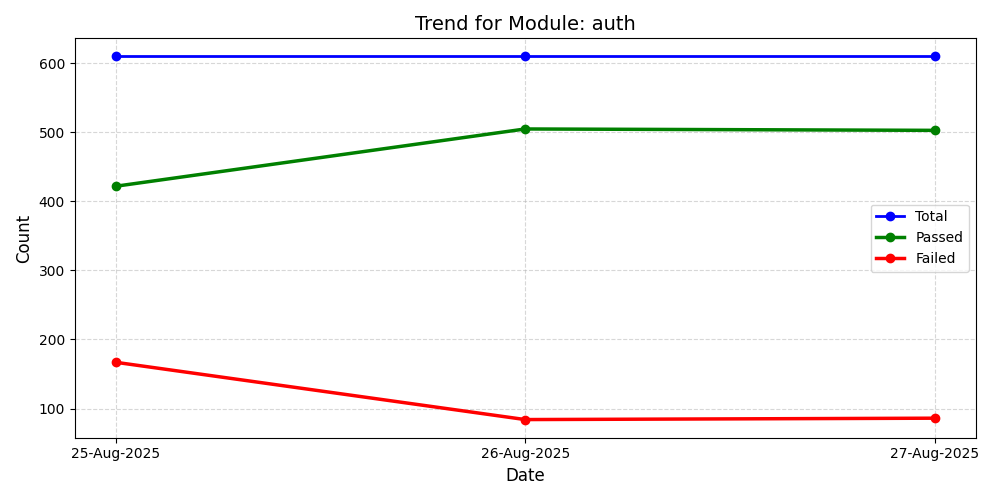 Trend for Module: auth
600
500
400
300
200
100
Count
Total
Passed
Failed
25-Aug-2025 26-Aug-2025 27-Aug-2025
Date